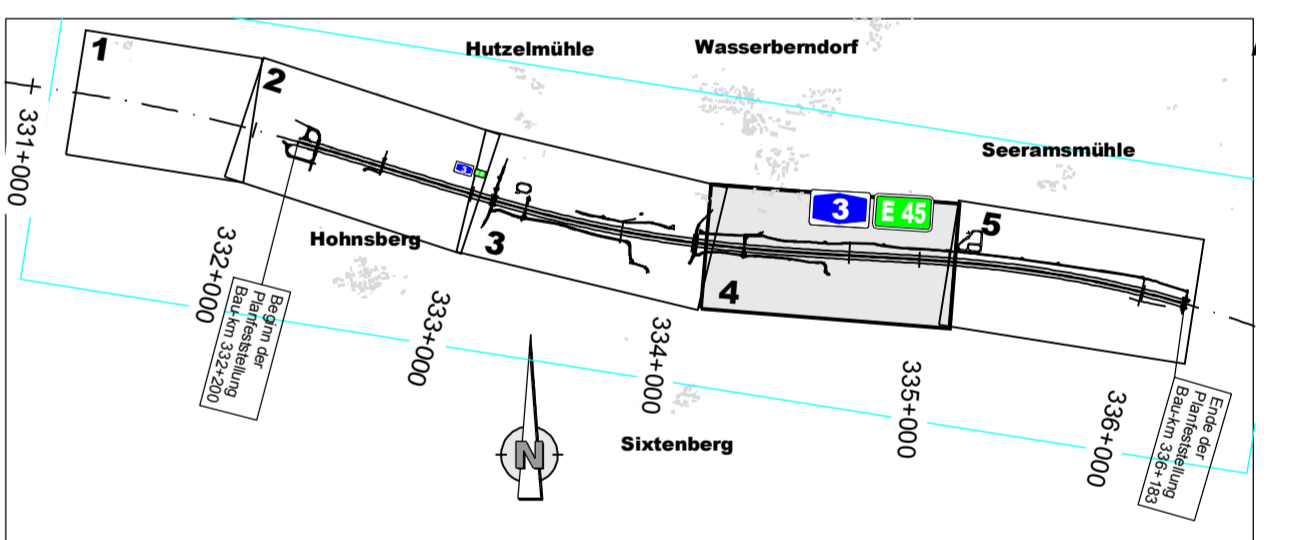 1
2
Hutzelmühle
Wasserberndorf
Seeramsmühle
3
E 45
5
Hohnsberg
3
4
331+000
332+000
333+000
334+000
335+000
336+000
Beginn der
Planfeststellung
Bau-km 332+200
Ende der
Planfeststellung
Bau-km 336+183
Sixtenberg
N